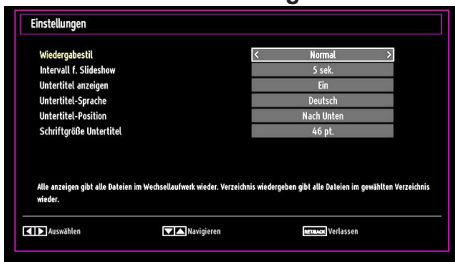 Einstellungen
Wiedergabestil < Normal >
Intervall f. Slideshow 5 sek.
Untertitel anzeigen Ein
Untertitel-Sprache Deutsch
Untertitel-Position Nach Unten
Schriftgröße Untertitel 46 pt.
Alle anzeigen gibt alle Dateien im Wechsellaufwerk wieder. Verzeichnis wiedergeben gibt alle Dateien im gewählten Verzeichnis
wieder.
Auswählen Navigieren RET/BACK Verlassen